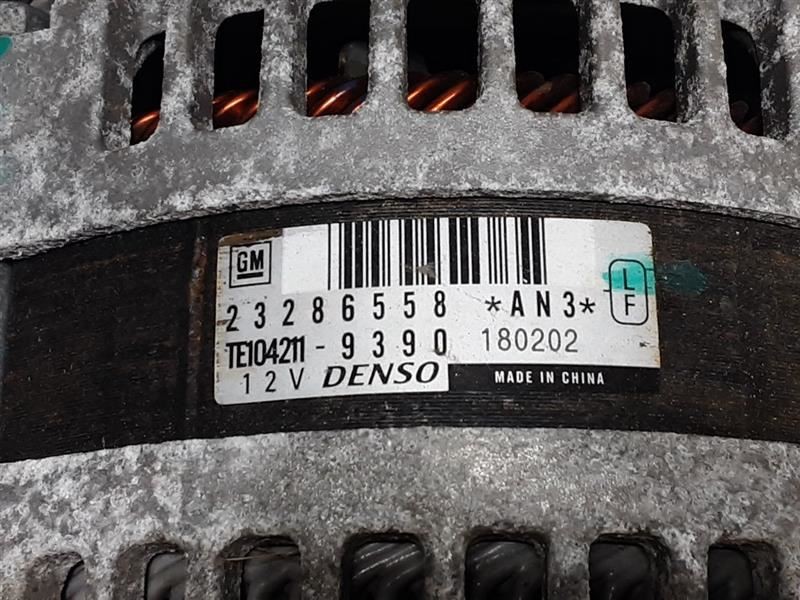 GM
23286558 *AN3* L
F
TE104211-9390 180202
12V DENSO MADE IN CHINA